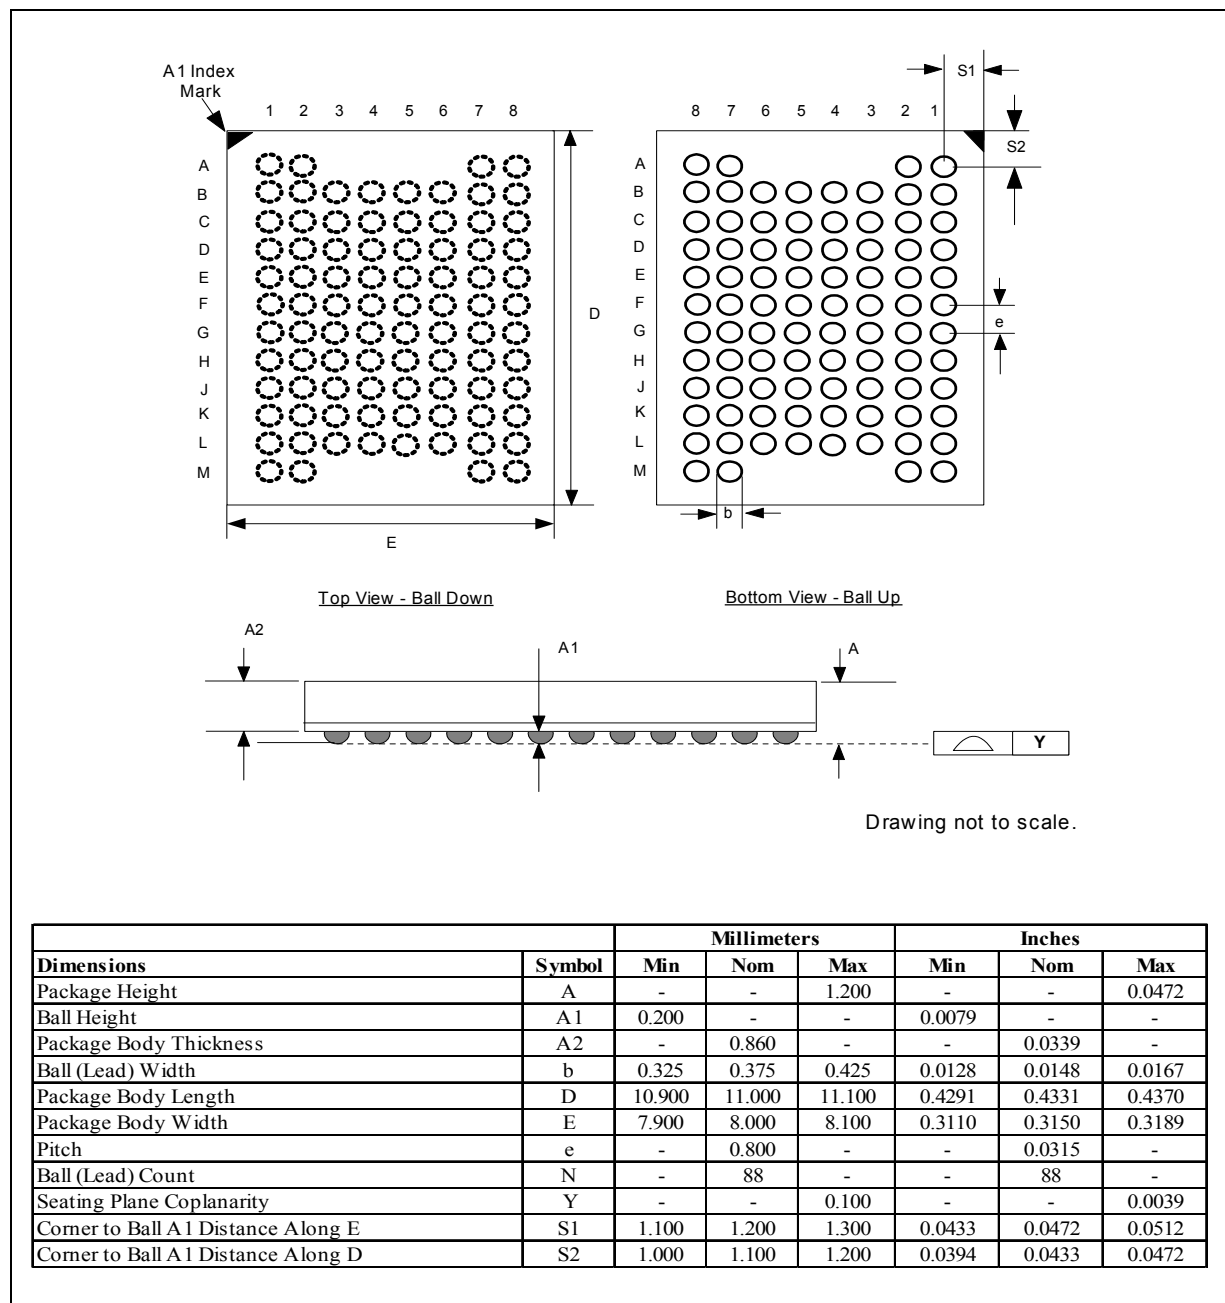 A1 Index
Mark
1 2 3 4 5 6 7 8
A
B
C
D
E
F
G
H
J
K
L
M
D
E
8 7 6 5 4 3 2 1
S1
S2
A
B
C
D
E
F
G
H
J
K
L
M
e
b
Top View - Ball Down
Bottom View - Ball Up
A2
A1
A
Y
Drawing not to scale.
Millimeters Inches
Dimensions Symbol Min Nom Max Min Nom Max
Package Height A - - 1.200 - - 0.0472
Ball Height A1 0.200 - - 0.0079 - -
Package Body Thickness A2 - 0.860 - - 0.0339 -
Ball (Lead) Width b 0.325 0.375 0.425 0.0128 0.0148 0.0167
Package Body Length D 10.900 11.000 11.100 0.4291 0.4331 0.4370
Package Body Width E 7.900 8.000 8.100 0.3110 0.3150 0.3189
Pitch e - 0.800 - - 0.0315 -
Ball (Lead) Count N - 88 - - 88 -
Seating Plane Coplanarity Y - - 0.100 - - 0.0039
Corner to Ball A1 Distance Along E S1 1.100 1.200 1.300 0.0433 0.0472 0.0512
Corner to Ball A1 Distance Along D S2 1.000 1.100 1.200 0.0394 0.0433 0.0472